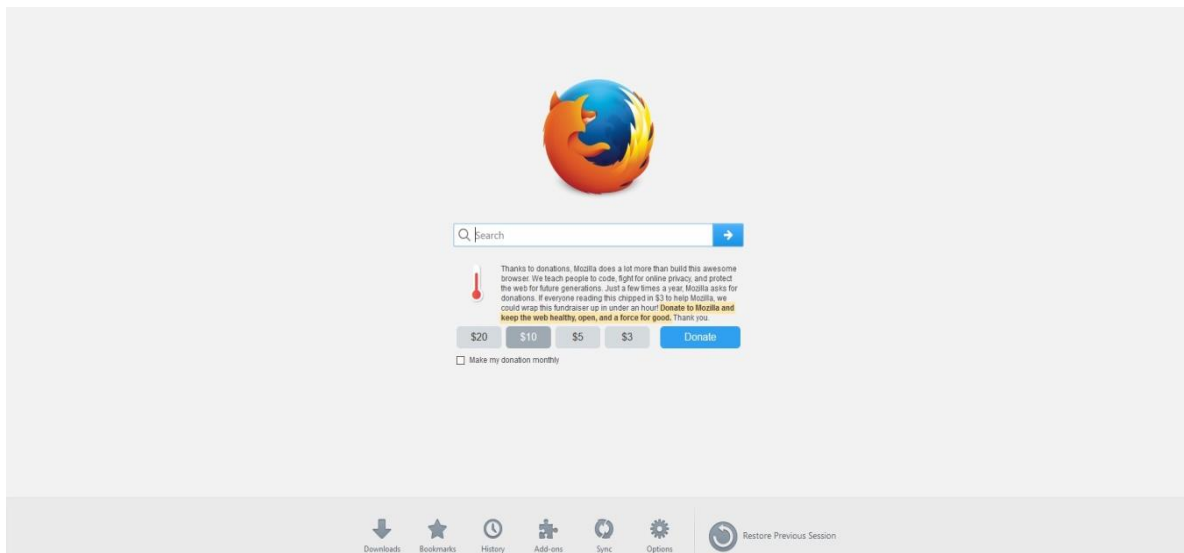 Search
Thanks to donations, Mozilla does a lot more than build this awesome
browser. We teach people to code, fight for online privacy, and protect
the web for future generations. Just a few times a year, Mozilla asks for
donations. If everyone reading this chipped in $3 to help Mozilla, we
could wrap this fundraiser up in under an hour! Donate to Mozilla and
keep the web healthy, open, and a force for good. Thank you.
$20 $10 $5 $3 Donate
Make my donation monthly
Downloads Bookmarks History Add-ons Sync Options Restore Previous Session